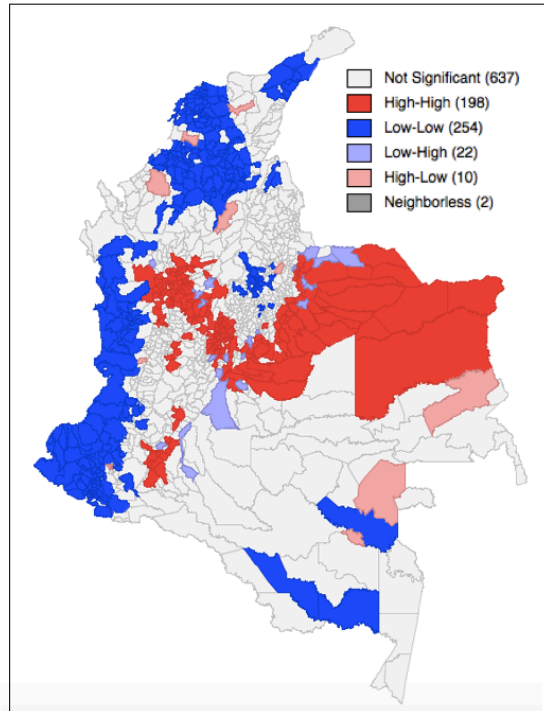 Not Significant (637)
High-High (198)
Low-Low (254)
Low-High (22)
High-Low (10)
Neighborless (2)